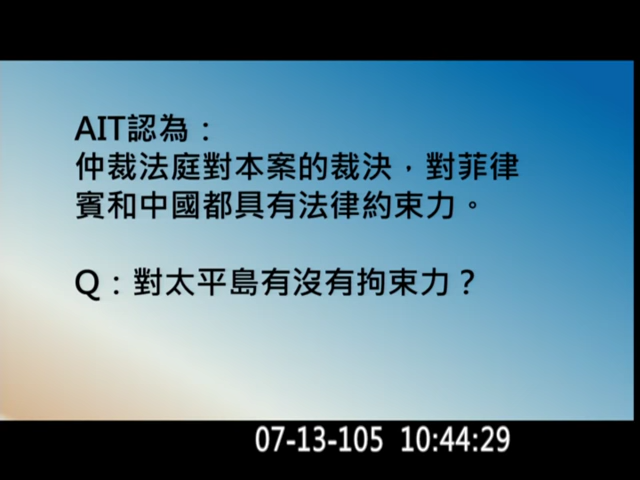 AIT認為：
仲裁法庭對本案的裁決，對菲律
賓和中國都具有法律約束力。
Q：對太平島有沒有拘束力？
07-13-105 10:44:29